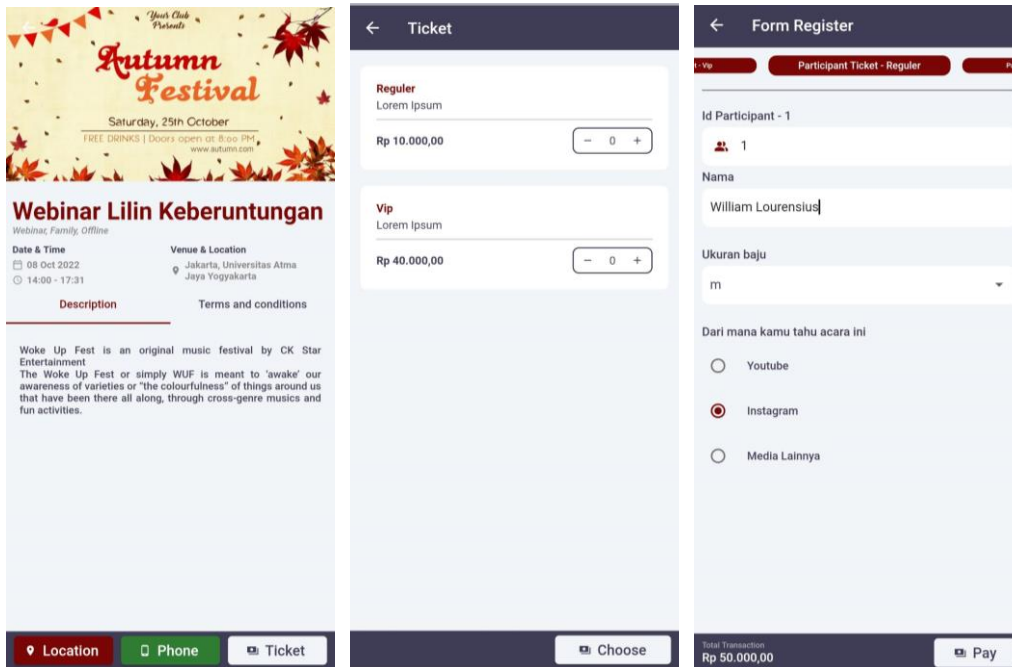 Your Club
Presents
Autumn
Festival
Saturday, 25th October
FREE DRINKS | Doors open at 8:00 PM
www.autumn.com
Webinar Lilin Keberuntungan
Webinar, Family, Offline
Date & Time
08 Oct 2022
14:00 - 17:31
Venue & Location
Jakarta, Universitas Atma
Jaya Yogyakarta
Description
Terms and conditions
Woke Up Fest is an original music festival by CK Star
Entertainment
The Woke Up Fest or simply WUF is meant to 'awake' our
awareness of varieties or "the colourfulness" of things around us
that have been there all along, through cross-genre musics and
fun activities.
Location
Phone
Ticket
Ticket
Reguler
Lorem Ipsum
Rp 10.000,00
- 0 +
Vip
Lorem Ipsum
Rp 40.000,00
- 0 +
Choose
Form Register
t - Vip
Participant Ticket - Reguler
Id Participant - 1
1
Nama
William Lourensius
Ukuran baju
m
Dari mana kamu tahu acara ini
Youtube
Instagram
Media Lainnya
Total Transaction
Rp 50.000,00
Pay